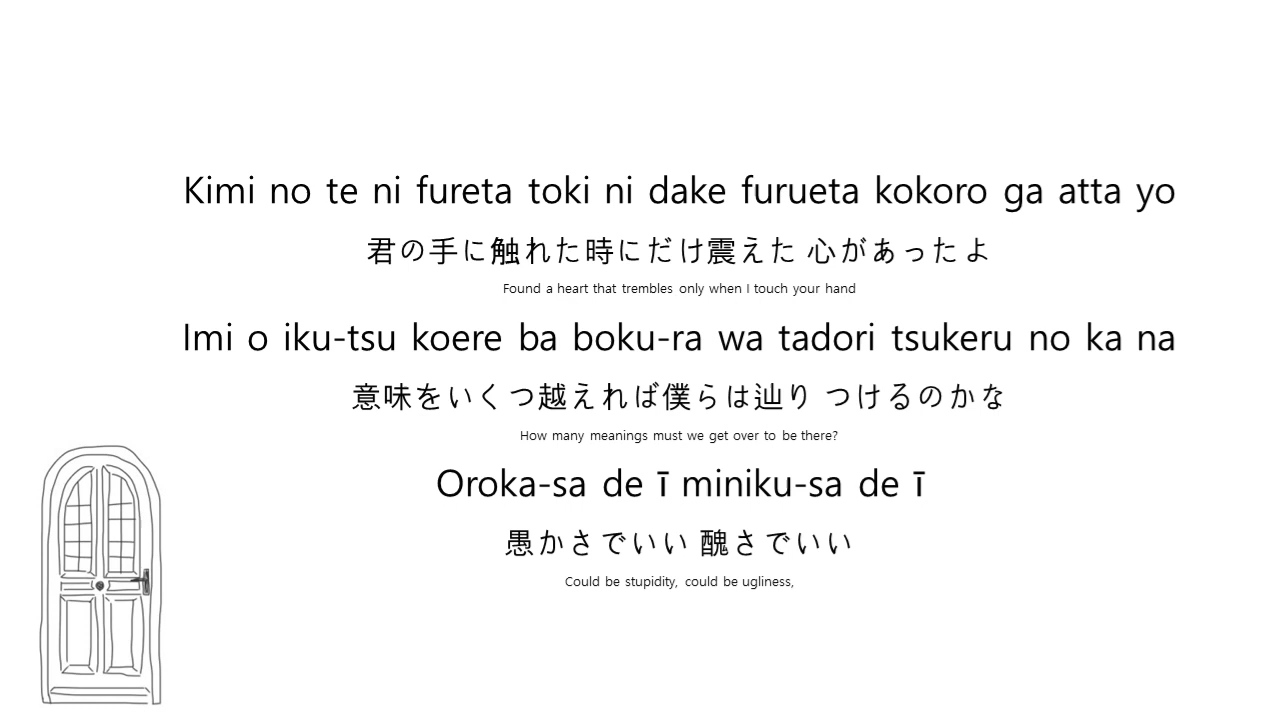 Kimi no te ni fureta toki ni dake furueta kokoro ga atta yo
君の手に触れた時にだけ震えた 心があったよ
Found a heart that trembles only when I touch your hand
Imi o iku-tsu koere ba boku-ra wa tadori tsukeru no ka na
意味をいくつ越えれば僕らは辿り つけるのかな
How many meanings must we get over to be there?
Oroka-sa de ī miniku-sa de ī
愚かさでいい 醜さでいい
Could be stupidity, could be ugliness,